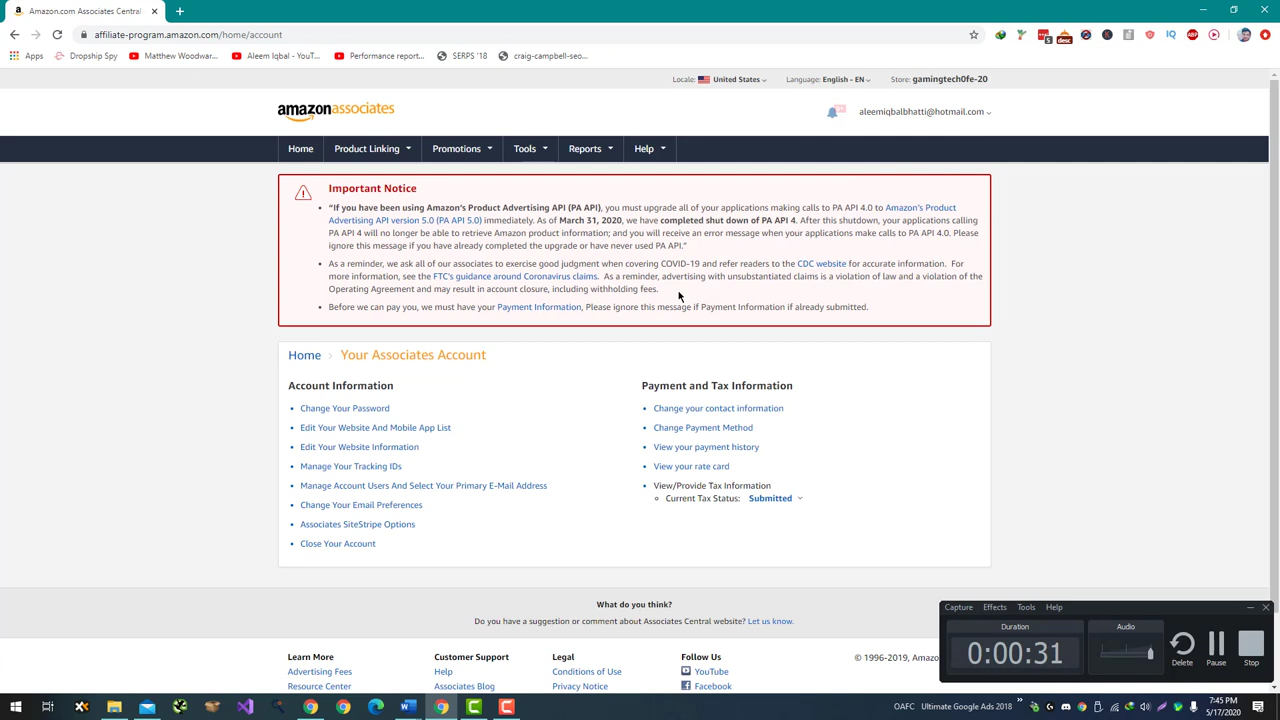 Amazon.com Associates Central
affiliate-program.amazon.com/home/account
Apps
Dropship Spy
Matthew Woodwar...
Aleem Iqbal - YouT...
Performance report...
SERPS '18
craig-campbell-seo...
Locale: United States
Language: English - EN
Store: gamingtech0fe-20
amazonassociates
aleemiqbalbhatti@hotmail.com
Home
Product Linking
Promotions
Tools
Reports
Help
Important Notice
"If you have been using Amazon's Product Advertising API (PA API), you must upgrade all of your applications making calls to PA API 4.0 to Amazon's Product
Advertising API version 5.0 (PA API 5.0) immediately. As of March 31, 2020, we have completed shut down of PA API 4. After this shutdown, your applications calling
PA API 4 will no longer be able to retrieve Amazon product information; and you will receive an error message when your applications make calls to PA API 4.0. Please
ignore this message if you have already completed the upgrade or have never used PA API."
As a reminder, we ask all of our associates to exercise good judgment when covering COVID-19 and refer readers to the CDC website for accurate information. For
more information, see the FTC's guidance around Coronavirus claims. As a reminder, advertising with unsubstantiated claims is a violation of law and a violation of the
Operating Agreement and may result in account closure, including withholding fees.
Before we can pay you, we must have your Payment Information, Please ignore this message if Payment Information if already submitted.
Home › Your Associates Account
Account Information
Change Your Password
Edit Your Website And Mobile App List
Edit Your Website Information
Manage Your Tracking IDs
Manage Account Users And Select Your Primary E-Mail Address
Change Your Email Preferences
Associates SiteStripe Options
Close Your Account
Payment and Tax Information
Change your contact information
Change Payment Method
View your payment history
View your rate card
View/Provide Tax Information
Current Tax Status: Submitted
What do you think?
Do you have a suggestion or comment about Associates Central website? Let us know.
Learn More
Advertising Fees
Resource Center
Customer Support
Help
Associates Blog
Legal
Conditions of Use
Privacy Notice
Follow Us
YouTube
Facebook
© 1996-2019, Amazo
Capture
Effects
Tools
Help
Duration
0:00:31
Audio
Delete
Pause
Stop
OAFC
Ultimate Google Ads 2018
7:45 PM
5/17/2020